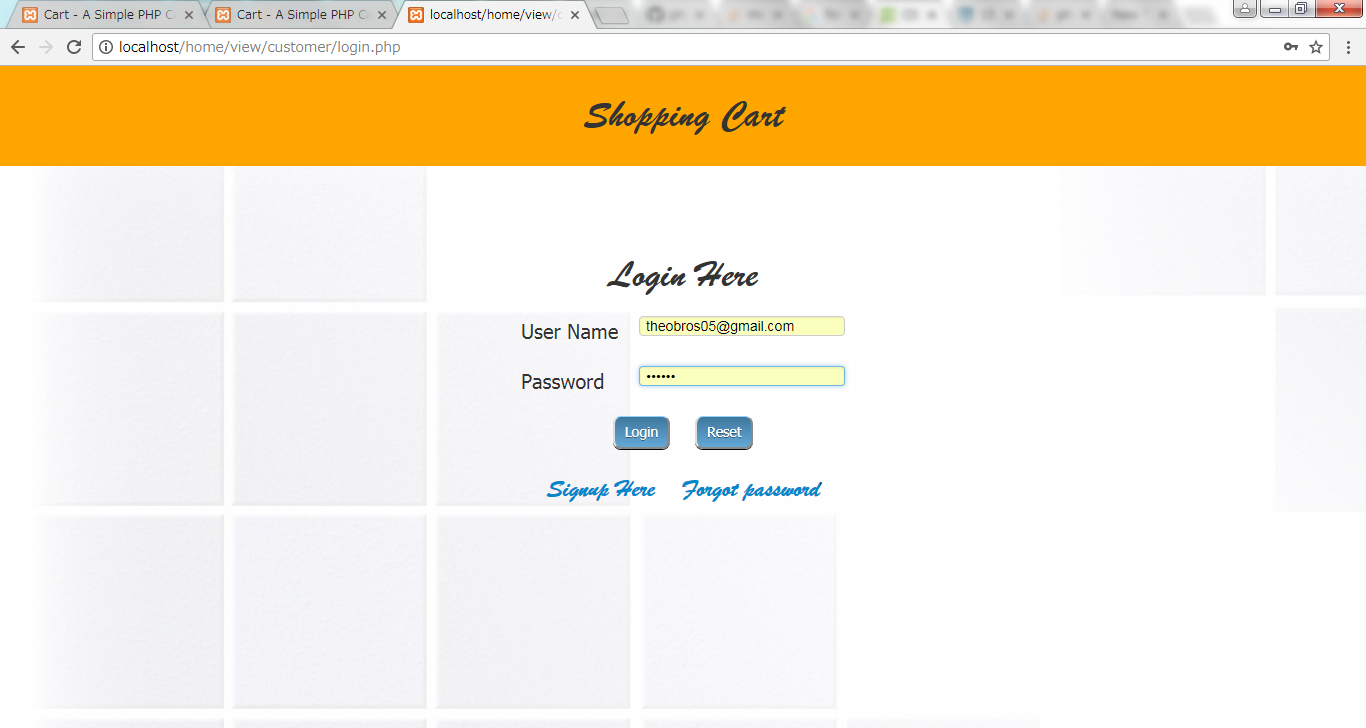 Cart - A Simple PHP C Cart - A Simple PHP C localhost/home/view/c
localhost/home/view/customer/login.php
Shopping Cart
Login Here
User Name theobros05@gmail.com
Password ••••••
Login Reset
Signup Here Forgot password